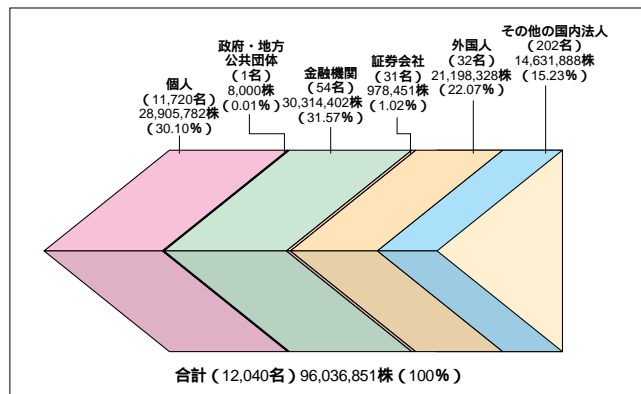 個人
(11,720名)
28,905,782株
(30.10%)
政府・地方
公共団体
(1名)
8,000株
(0.01%)
金融機関
(54名)
30,314,402株
(31.57%)
証券会社
(31名)
978,451株
(1.02%)
外国人
(32名)
21,198,328株
(22.07%)
その他の国内法人
(202名)
14,631,888株
(15.23%)
合計(12,040名)96,036,851株(100%)